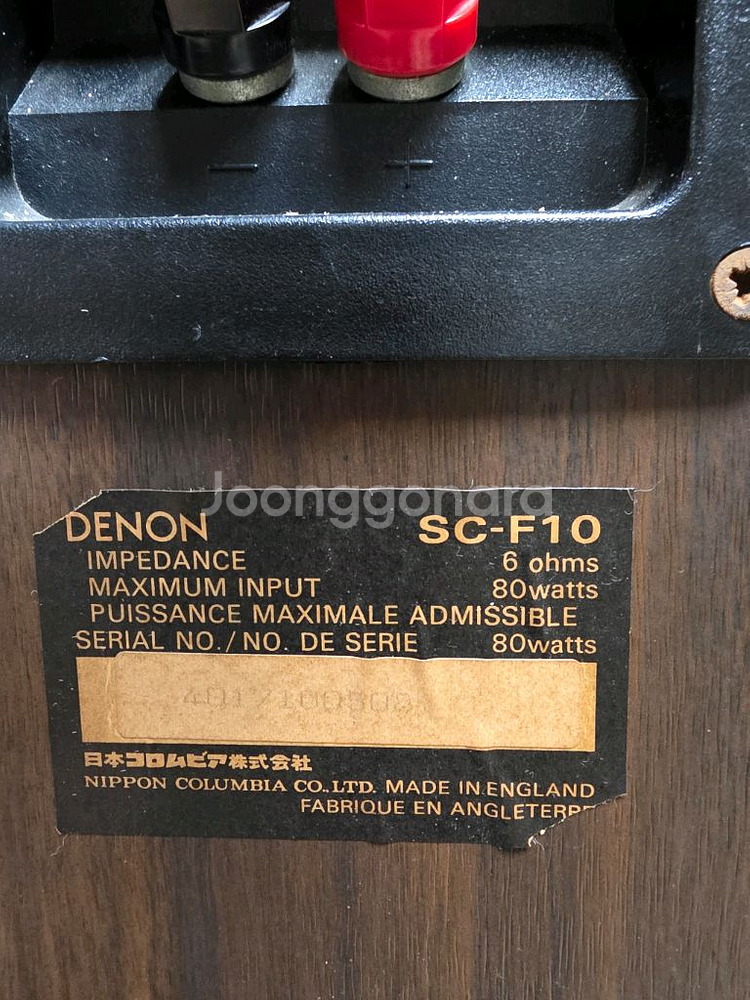 − +
Joonggonara
DENON SC-F10
IMPEDANCE 6 ohms
MAXIMUM INPUT 80watts
PUISSANCE MAXIMALE ADMISSIBLE
SERIAL NO./NO. DE SERIE 80watts
日本コロムビア株式会社
NIPPON COLUMBIA CO.,LTD. MADE IN ENGLAND
FABRIQUE EN ANGLETERRE